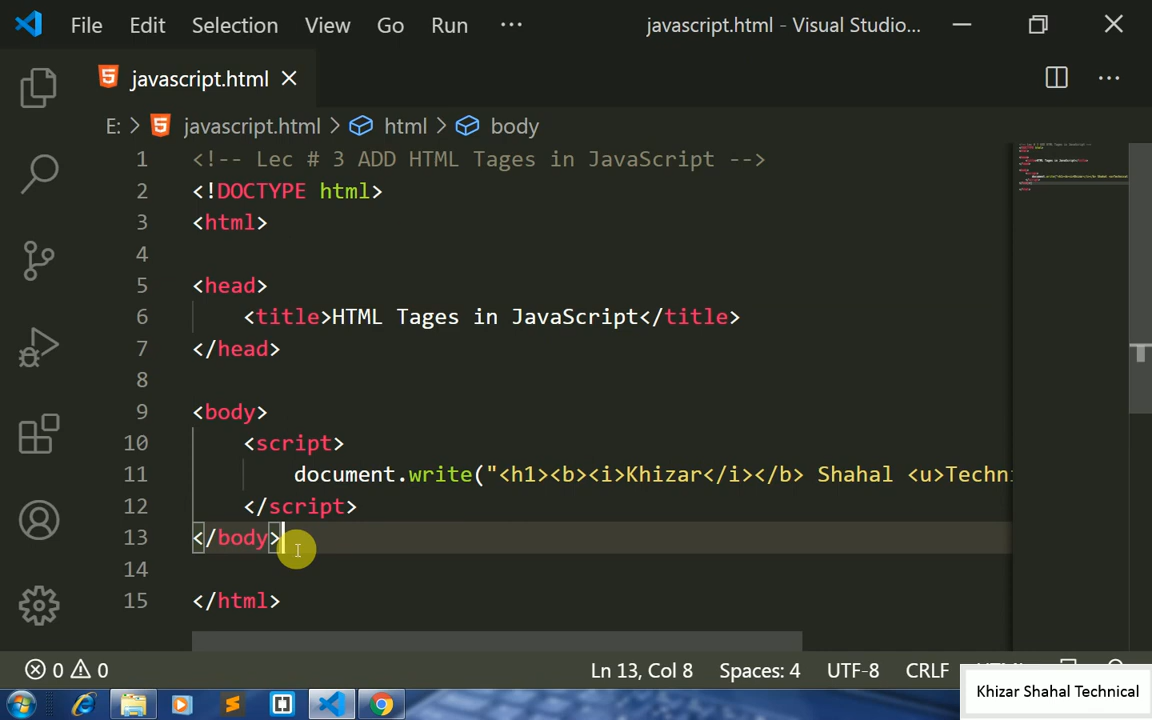 File Edit Selection View Go Run ··· javascript.html - Visual Studio...
javascript.html
E: > javascript.html > html > body
1 <!-- Lec # 3 ADD HTML Tages in JavaScript -->
2 <!DOCTYPE html>
3 <html>
4
5 <head>
6 <title>HTML Tages in JavaScript</title>
7 </head>
8
9 <body>
10 <script>
11 document.write("<h1><b><i>Khizar</i></b> Shahal <u>Techni
12 </script>
13 </body>
14
15 </html>
0 0 Ln 13, Col 8 Spaces: 4 UTF-8 CRLF
Khizar Shahal Technical